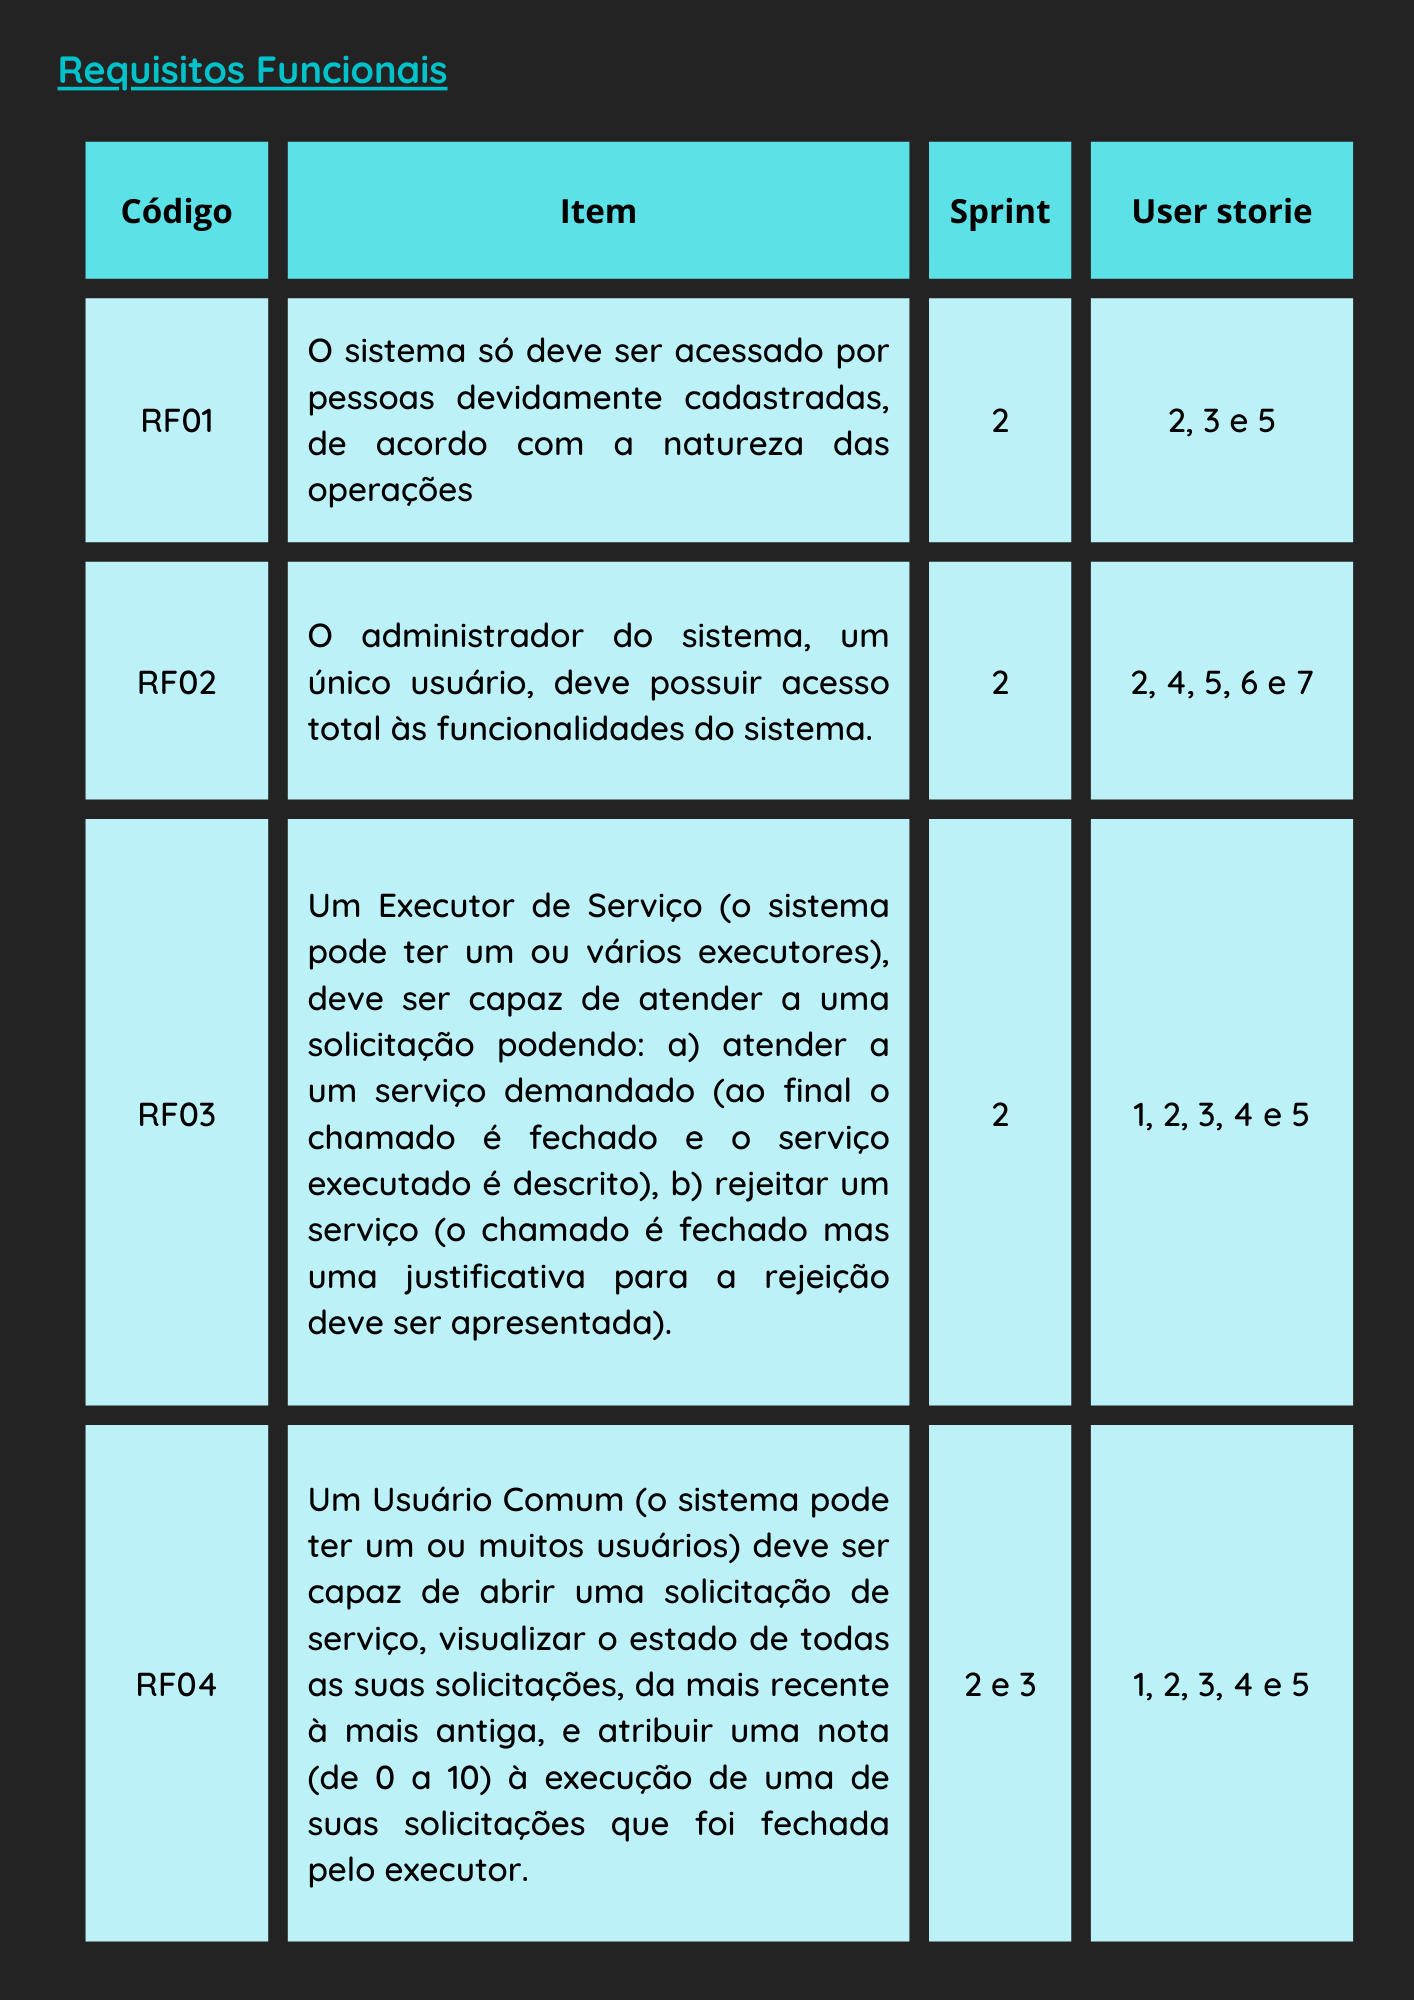 Requisitos Funcionais
Código
Item
Sprint
User storie
RF01
O sistema só deve ser acessado por
pessoas devidamente cadastradas,
de acordo com a natureza das
operações
2
2, 3 e 5
RF02
O administrador do sistema, um
único usuário, deve possuir acesso
total às funcionalidades do sistema.
2
2, 4, 5, 6 e 7
RF03
Um Executor de Serviço (o sistema
pode ter um ou vários executores),
deve ser capaz de atender a uma
solicitação podendo: a) atender a
um serviço demandado (ao final o
chamado é fechado e o serviço
executado é descrito), b) rejeitar um
serviço (o chamado é fechado mas
uma justificativa para a rejeição
deve ser apresentada).
2
1, 2, 3, 4 e 5
RF04
Um Usuário Comum (o sistema pode
ter um ou muitos usuários) deve ser
capaz de abrir uma solicitação de
serviço, visualizar o estado de todas
as suas solicitações, da mais recente
à mais antiga, e atribuir uma nota
(de 0 a 10) à execução de uma de
suas solicitações que foi fechada
pelo executor.
2 e 3
1, 2, 3, 4 e 5